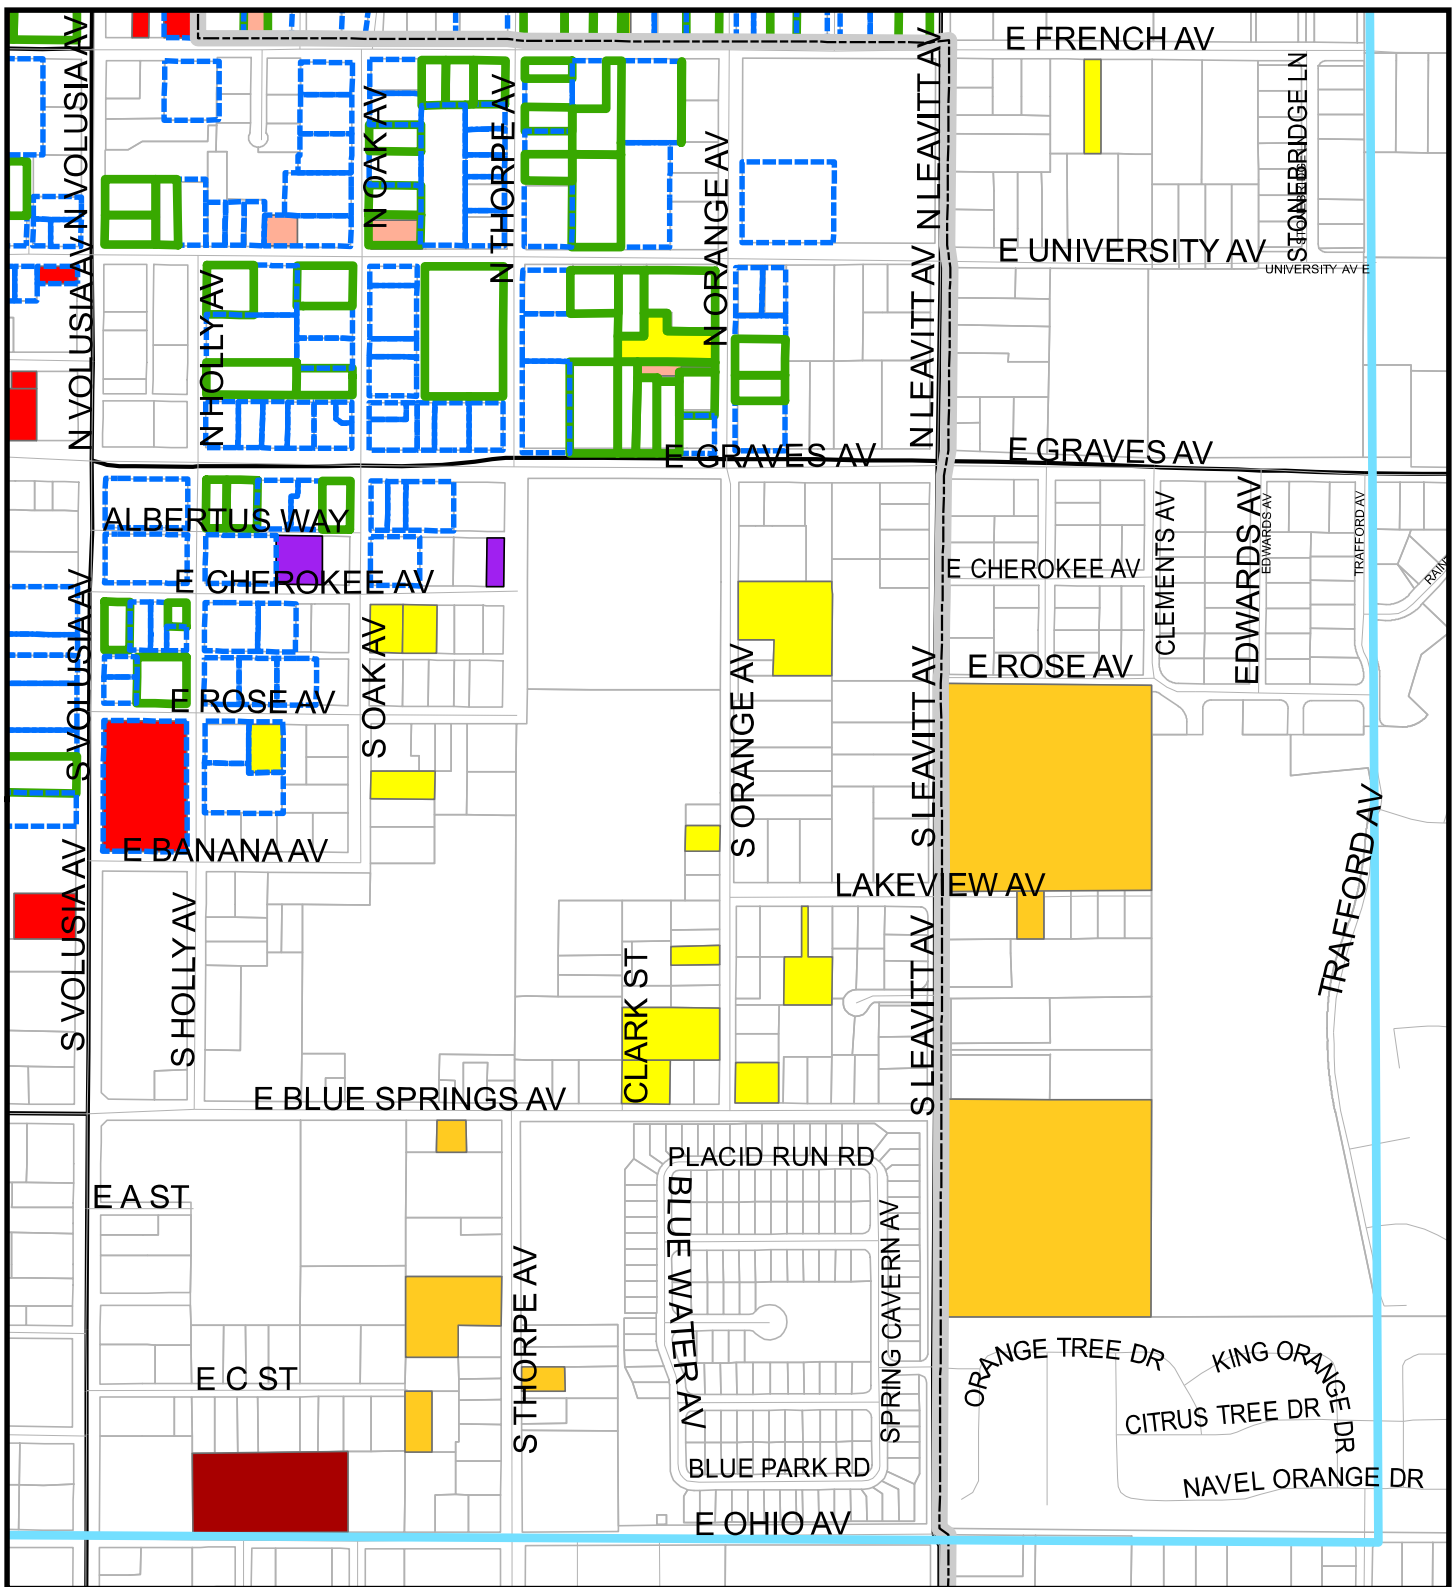 E FRENCH AV
N VOLUSIA AV
N VOLUSIA AV
N VOLUSIA AV
N OAK AV
N THORPE AV
N ORANGE AV
N LEAVITT AV
STONEBRIDGE LN
E UNIVERSITY AV
UNIVERSITY AV E
N HOLLY AV
N LEAVITT AV
E GRAVES AV
E GRAVES AV
ALBERTUS WAY
E CHEROKEE AV
E CHEROKEE AV
CLEMENTS AV
EDWARDS AV
EDWARDS AV
TRAFFORD AV
RAIN
S VOLUSIA AV
S OAK AV
E ROSE AV
E ROSE AV
S ORANGE AV
S LEAVITT AV
E BANANA AV
LAKEVIEW AV
TRAFFORD AV
S VOLUSIA AV
S HOLLY AV
CLARK ST
S LEAVITT AV
E BLUE SPRINGS AV
PLACID RUN RD
E A ST
BLUE WATER AV
SPRING CAVERN AV
S THORPE AV
E C ST
ORANGE TREE DR
KING ORANGE DR
CITRUS TREE DR
BLUE PARK RD
NAVEL ORANGE DR
E OHIO AV